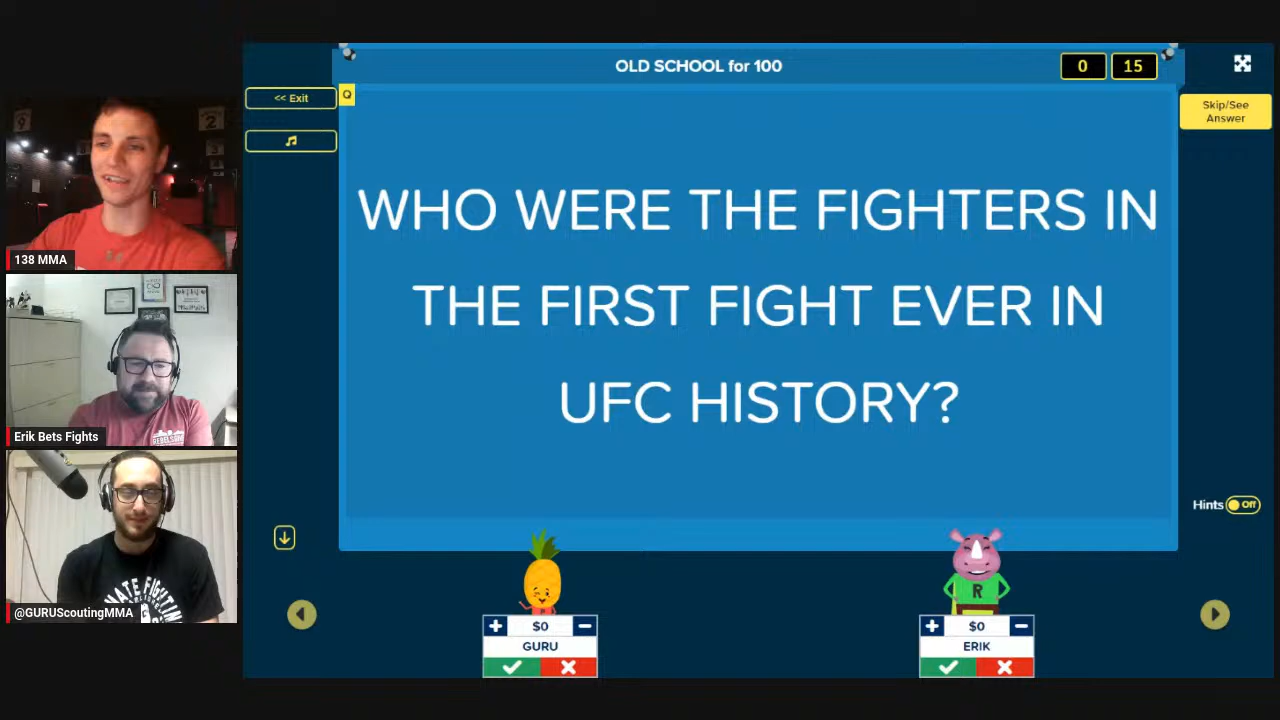 OLD SCHOOL for 100
0 15
<< Exit
Q
Skip/See
Answer
WHO WERE THE FIGHTERS IN
THE FIRST FIGHT EVER IN
UFC HISTORY?
138 MMA
Erik Bets Fights
@GURUScoutingMMA
Hints Off
R
+ $0 −
GURU
+ $0 −
ERIK